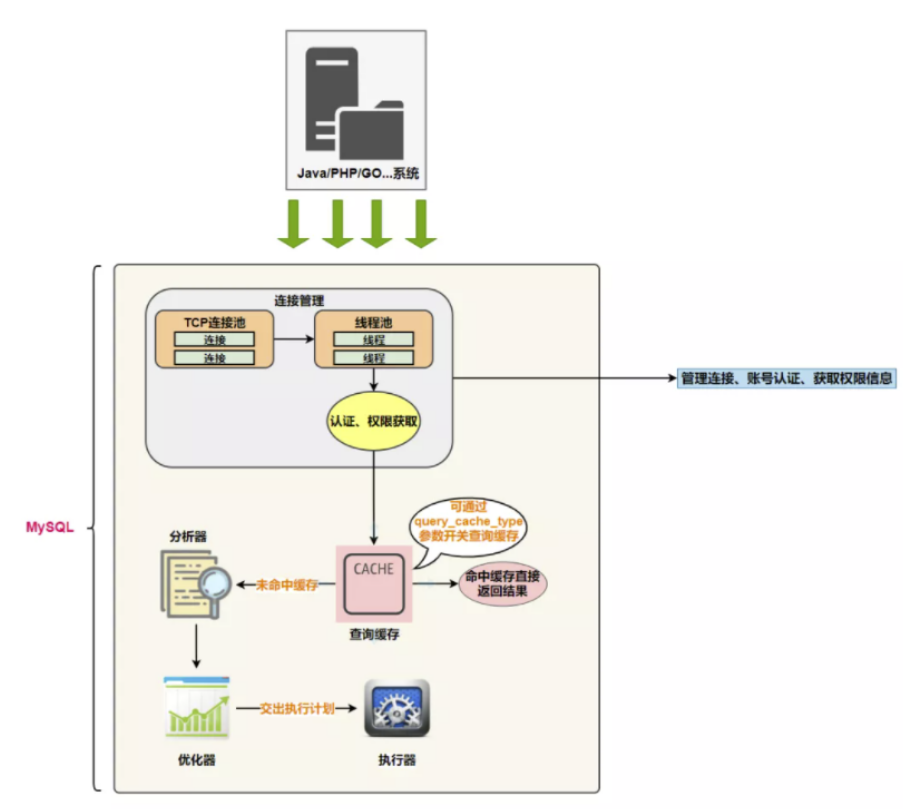 Java/PHP/GO...系统
连接管理
TCP连接池
线程池
连接
线程
连接
线程
管理连接、账号认证、获取权限信息
认证、权限获取
MySQL
可通过
query_cache_type
参数开关查询缓存
分析器
CACHE
未命中缓存
命中缓存直接
返回结果
查询缓存
交出执行计划
优化器
执行器